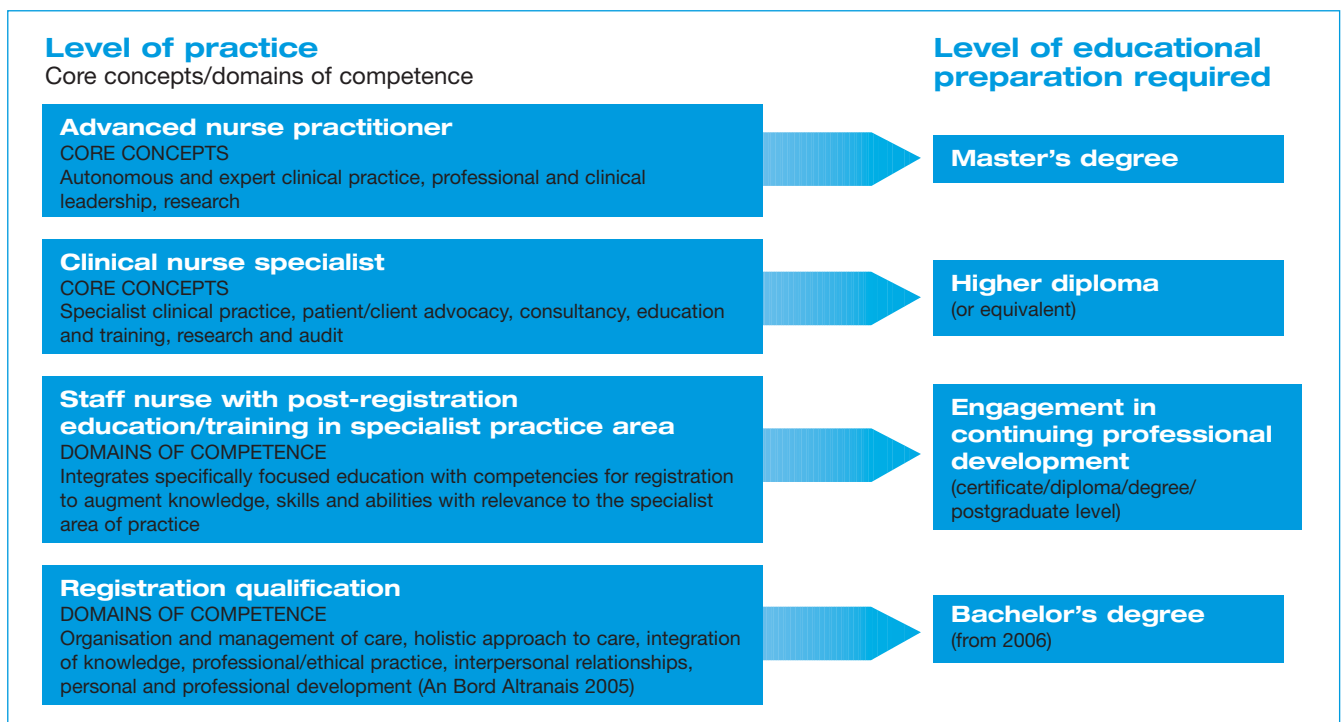 Level of practice
Core concepts/domains of competence
Level of educational
preparation required
Advanced nurse practitioner
CORE CONCEPTS
Autonomous and expert clinical practice, professional and clinical
leadership, research
Master's degree
Clinical nurse specialist
CORE CONCEPTS
Specialist clinical practice, patient/client advocacy, consultancy, education
and training, research and audit
Higher diploma
(or equivalent)
Staff nurse with post-registration
education/training in specialist practice area
DOMAINS OF COMPETENCE
Integrates specifically focused education with competencies for registration
to augment knowledge, skills and abilities with relevance to the specialist
area of practice
Engagement in
continuing professional
development
(certificate/diploma/degree/
postgraduate level)
Registration qualification
DOMAINS OF COMPETENCE
Organisation and management of care, holistic approach to care, integration
of knowledge, professional/ethical practice, interpersonal relationships,
personal and professional development (An Bord Altranais 2005)
Bachelor's degree
(from 2006)